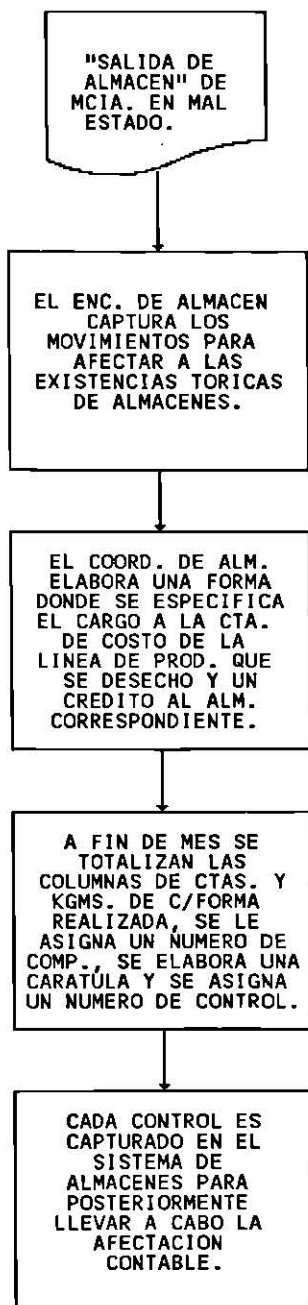 "SALIDA DE
ALMACEN" DE
MCIA. EN MAL
ESTADO.
EL ENC. DE ALMACEN
CAPTURA LOS
MOVIMIENTOS PARA
AFECTAR A LAS
EXISTENCIAS TORICAS
DE ALMACENES.
EL COORD. DE ALM.
ELABORA UNA FORMA
DONDE SE ESPECIFICA
EL CARGO A LA CTA.
DE COSTO DE LA
LINEA DE PROD. QUE
SE DESECHO Y UN
CREDITO AL ALM.
CORRESPONDIENTE.
A FIN DE MES SE
TOTALIZAN LAS
COLUMNAS DE CTAS. Y
KGMS. DE C/FORMA
REALIZADA, SE LE
ASIGNA UN NUMERO DE
COMP., SE ELABORA UNA
CARATULA Y SE ASIGNA
UN NUMERO DE CONTROL.
CADA CONTROL ES
CAPTURADO EN EL
SISTEMA DE
ALMACENES PARA
POSTERIORMENTE
LLEVAR A CABO LA
AFECTACION
CONTABLE.